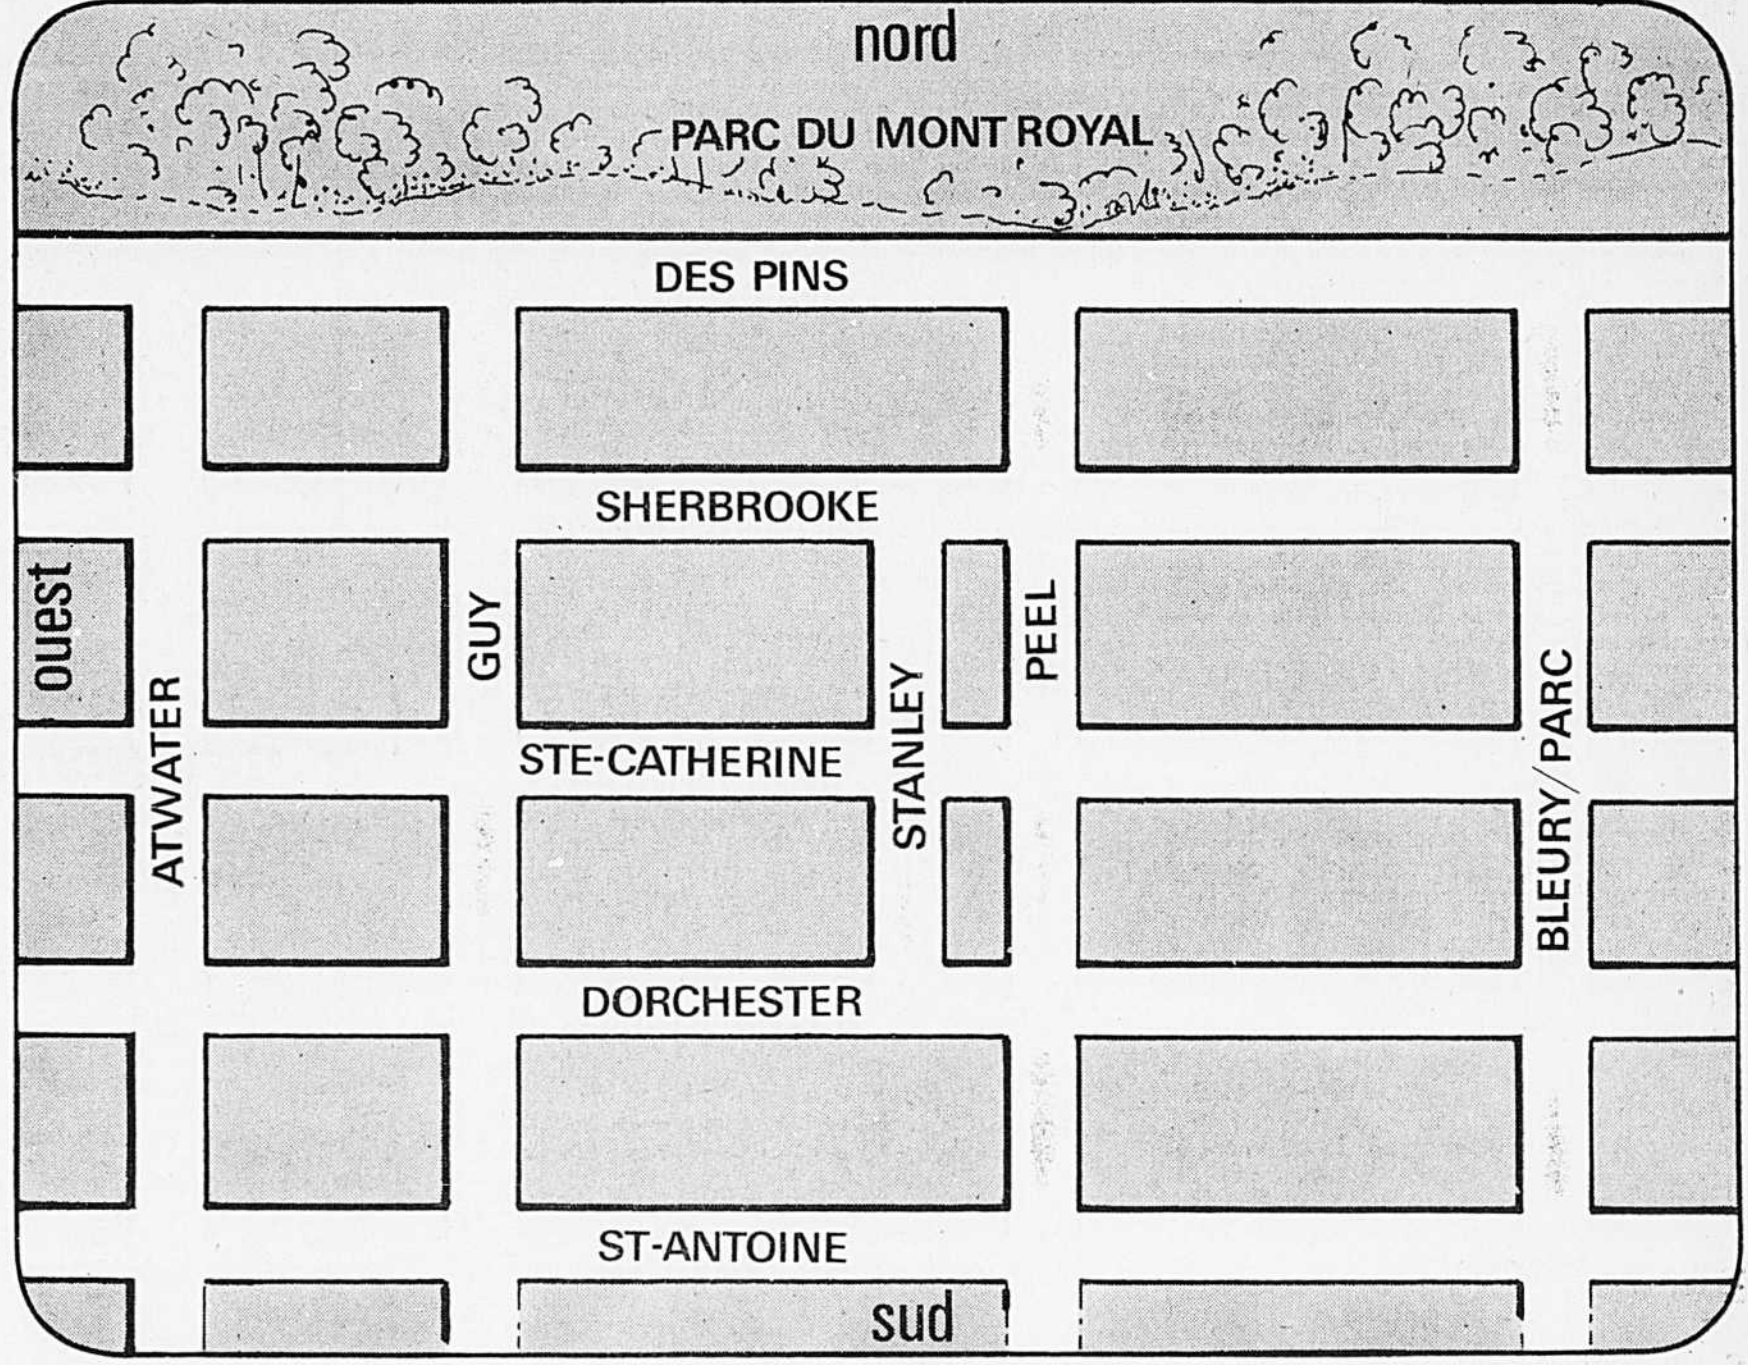 nord
PARC DU MONT ROYAL
DES PINS
SHERBROOKE
ouest
GUY
PEEL
STANLEY
ATWATER
BLEURY/PARC
STE-CATHERINE
DORCHESTER
ST-ANTOINE
sud